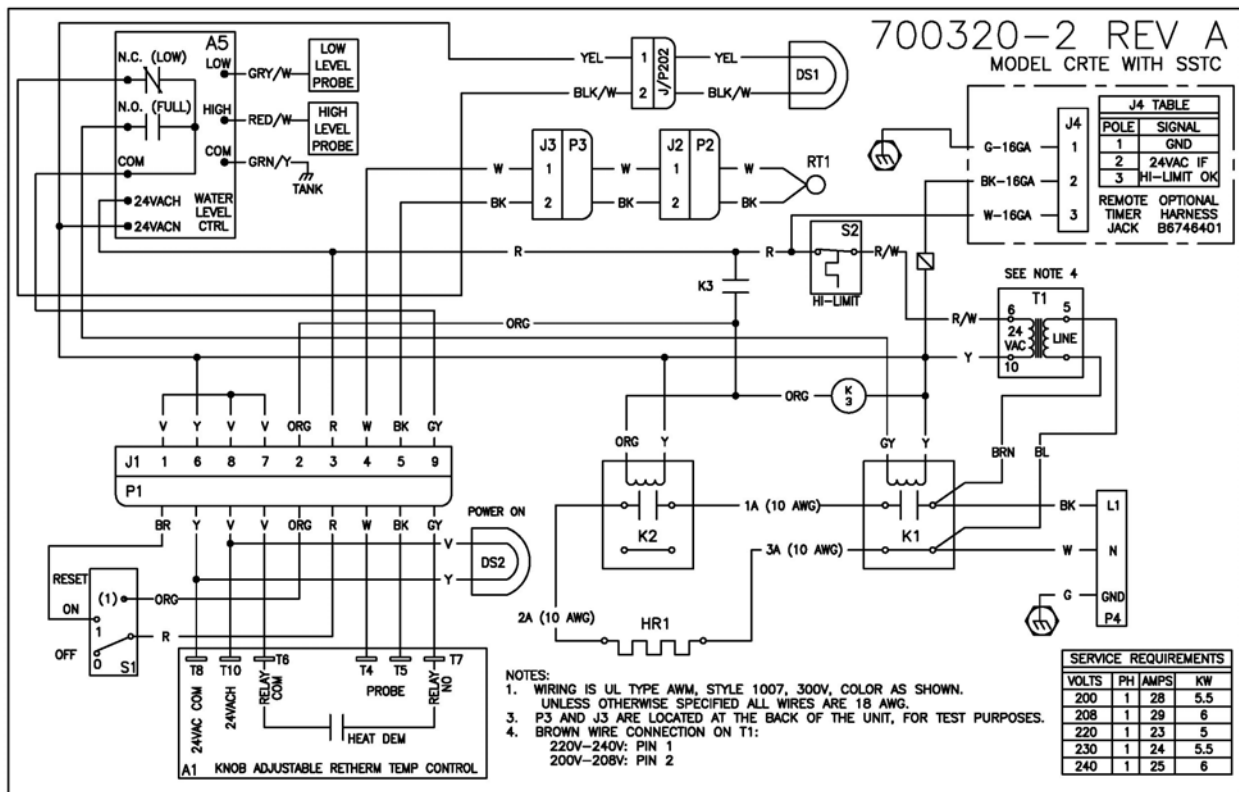 700320-2 REV A
MODEL CRTE WITH SSTC
A5
N.C. (LOW)
LOW
GRY/W
LOW LEVEL PROBE
N.O. (FULL)
HIGH
RED/W
HIGH LEVEL PROBE
COM
COM
GRN/Y
TANK
24VACH
24VACN
WATER LEVEL CTRL
YEL
1
YEL
BLK/W
2
BLK/W
J/P202
DS1
J3
P3
J2
P2
W
1
W
1
W
BK
2
BK
2
BK
RT1
G-16GA
1
BK-16GA
2
W-16GA
3
J4
J4 TABLE
POLE SIGNAL
1 GND
2 24VAC IF
3 HI-LIMIT OK
REMOTE OPTIONAL
TIMER HARNESS
JACK B6746401
R
R
S2
R/W
HI-LIMIT
K3
ORG
SEE NOTE 4
T1
R/W
6
5
24 VAC
LINE
Y
10
ORG
K 3
V Y V V ORG R W BK GY
J1 1 6 8 7 2 3 4 5 9
P1
BR Y V V ORG R W BK GY
POWER ON
V
DS2
Y
ORG
Y
K2
1A (10 AWG)
GY
Y
K1
3A (10 AWG)
BRN
BL
BK
L1
W
N
G
GND
P4
2A (10 AWG)
HR1
RESET
(1)
ORG
ON
1
R
OFF
0
S1
T8
T10
T6
T4
T5
T7
24VAC COM
24VACH
RELAY COM
PROBE
RELAY NO
HEAT DEM
A1 KNOB ADJUSTABLE RETHERM TEMP CONTROL
NOTES:
1. WIRING IS UL TYPE AWM, STYLE 1007, 300V, COLOR AS SHOWN.
UNLESS OTHERWISE SPECIFIED ALL WIRES ARE 18 AWG.
3. P3 AND J3 ARE LOCATED AT THE BACK OF THE UNIT, FOR TEST PURPOSES.
4. BROWN WIRE CONNECTION ON T1:
220V-240V: PIN 1
200V-208V: PIN 2
SERVICE REQUIREMENTS
VOLTS PH AMPS KW
200 1 28 5.5
208 1 29 6
220 1 23 5
230 1 24 5.5
240 1 25 6